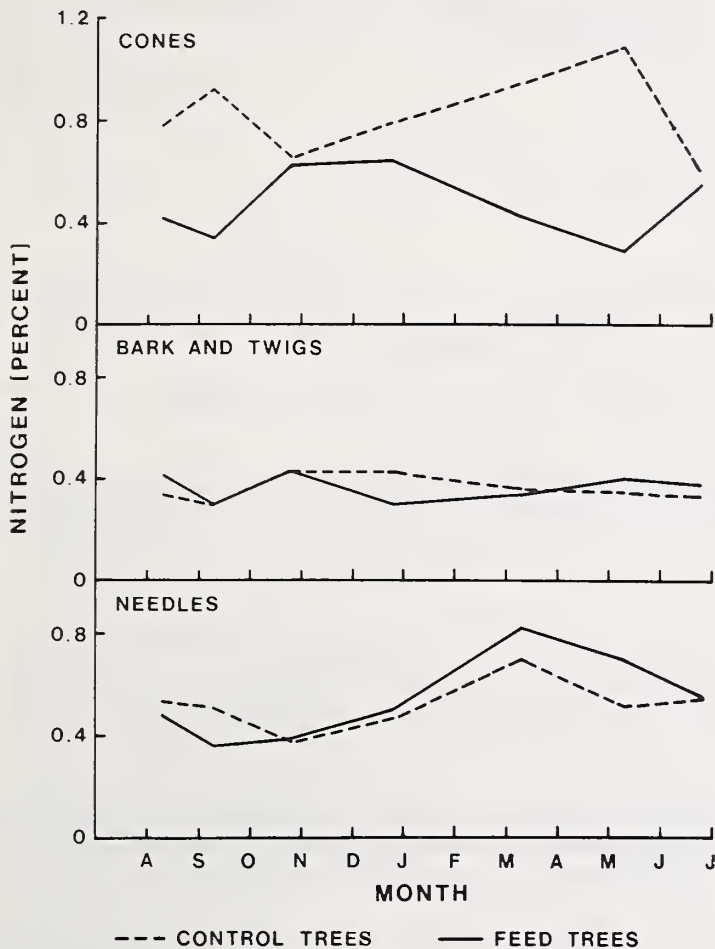 NITROGEN [PERCENT]
CONES
1.2
0.8
0.4
0
BARK AND TWIGS
0.8
0.4
0
NEEDLES
0.8
0.4
0
A S O N D J F M A M J J
MONTH
CONTROL TREES FEED TREES